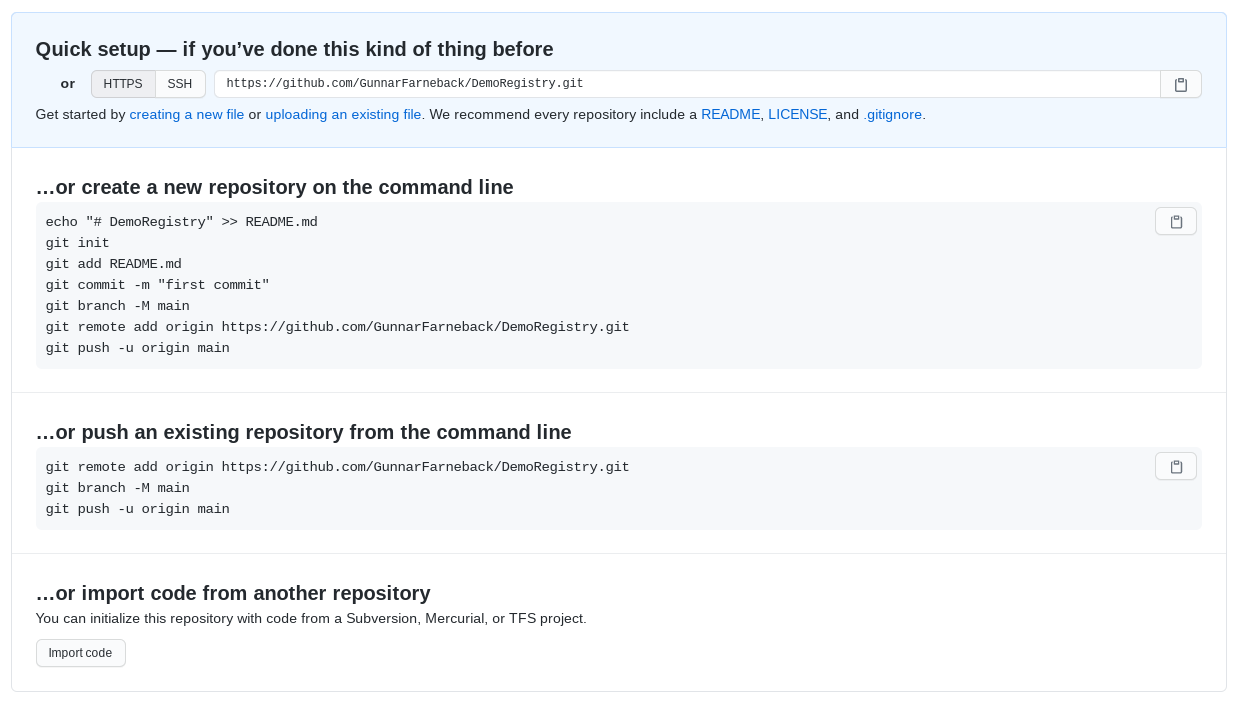 Quick setup — if you’ve done this kind of thing before
or HTTPS SSH https://github.com/GunnarFarneback/DemoRegistry.git
Get started by creating a new file or uploading an existing file. We recommend every repository include a README, LICENSE, and .gitignore.
…or create a new repository on the command line
echo "# DemoRegistry" >> README.md
git init
git add README.md
git commit -m "first commit"
git branch -M main
git remote add origin https://github.com/GunnarFarneback/DemoRegistry.git
git push -u origin main
…or push an existing repository from the command line
git remote add origin https://github.com/GunnarFarneback/DemoRegistry.git
git branch -M main
git push -u origin main
…or import code from another repository
You can initialize this repository with code from a Subversion, Mercurial, or TFS project.
Import code